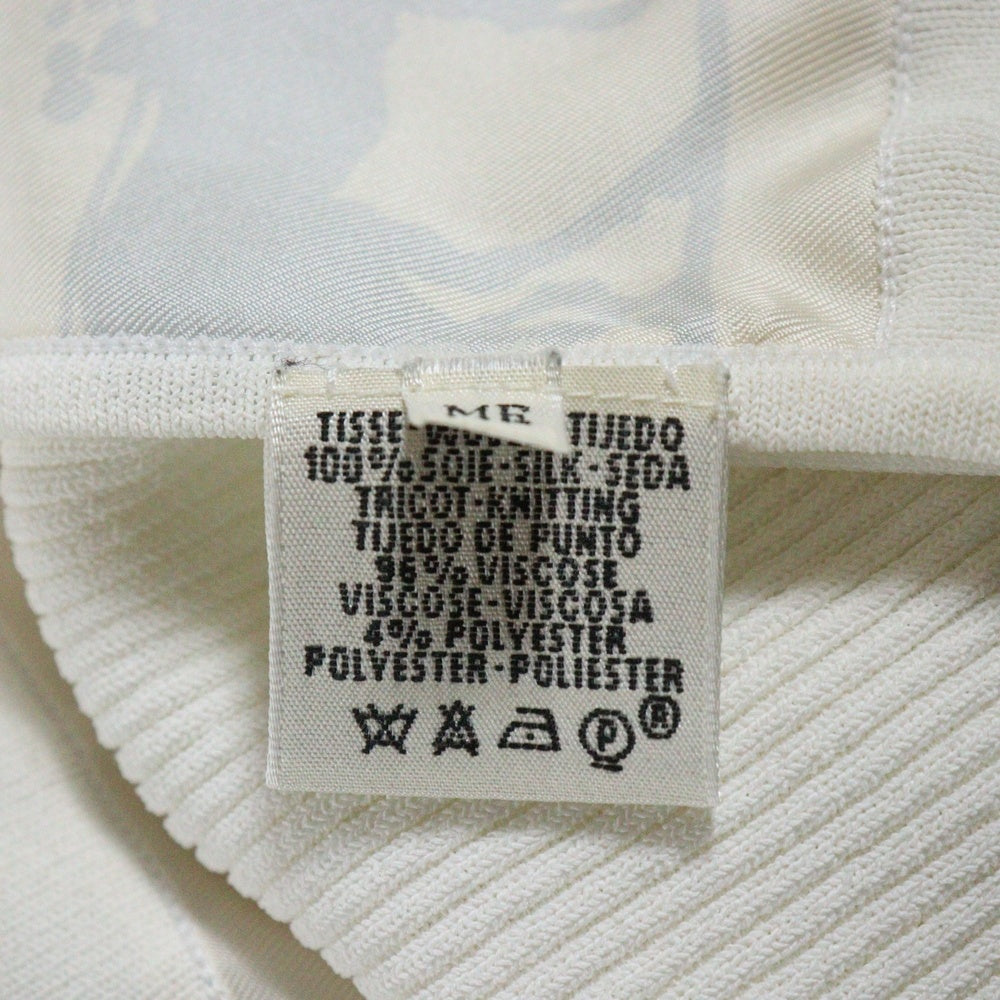 MR
TISSE WO TIJEDO
100% SOIE-SILK-SEDA
TRICOT-KNITTING
TIJEDO DE PUNTO
96% VISCOSE
VISCOSE-VISCOSA
4% POLYESTER
POLYESTER-POLIESTER
P ®